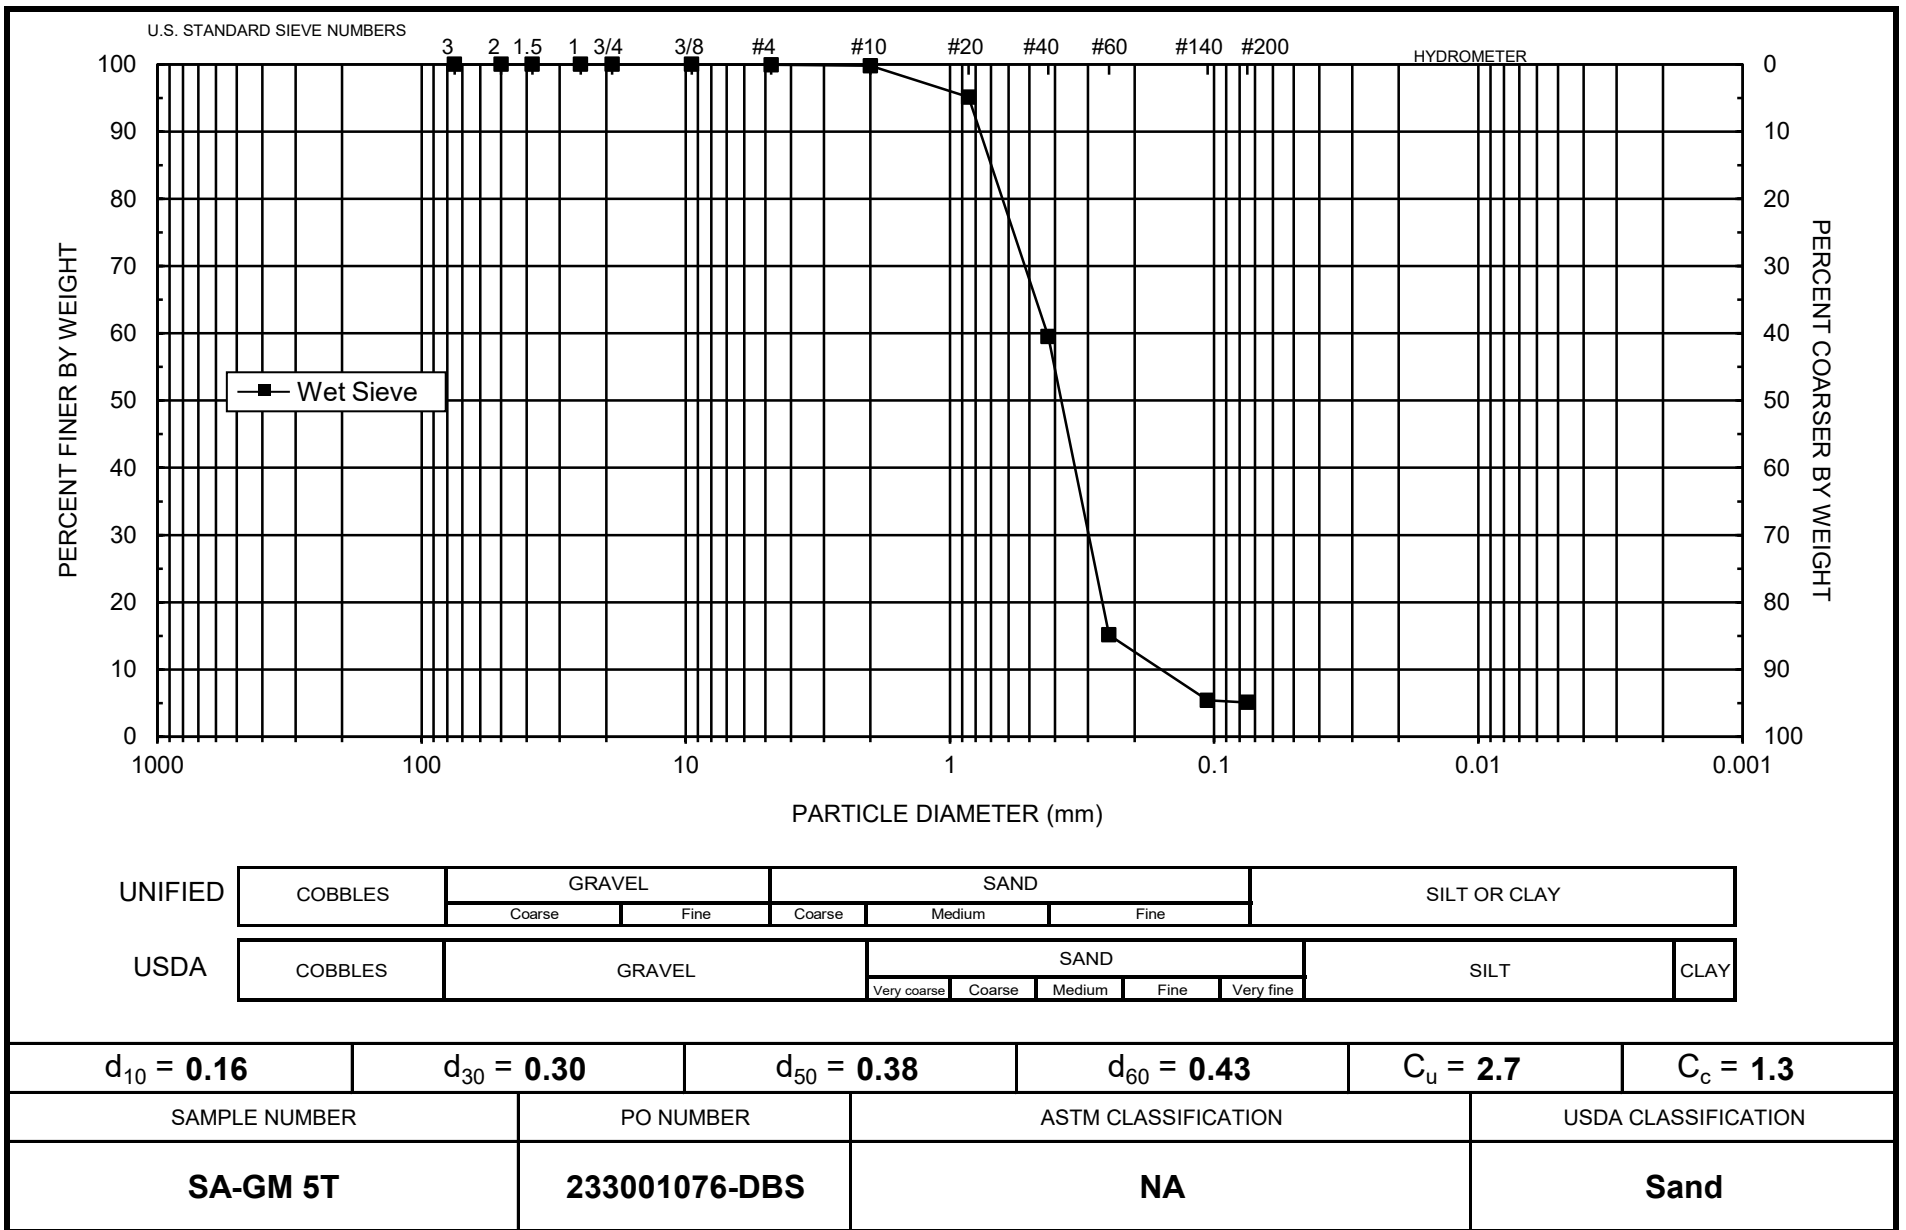 U.S. STANDARD SIEVE NUMBERS
3 2 1.5 1 3/4 3/8 #4 #10 #20 #40 #60 #140 #200
HYDROMETER
100 0
90 10
80 20
70 30
60 40
50 50
40 60
30 70
20 80
10 90
0 100
PERCENT FINER BY WEIGHT
PERCENT COARSER BY WEIGHT
Wet Sieve
1000 100 10 1 0.1 0.01 0.001
PARTICLE DIAMETER (mm)
UNIFIED
COBBLES GRAVEL SAND SILT OR CLAY
Coarse Fine Coarse Medium Fine
USDA
COBBLES GRAVEL SAND SILT CLAY
Very coarse Coarse Medium Fine Very fine
d10 = 0.16 d30 = 0.30 d50 = 0.38 d60 = 0.43 Cu = 2.7 Cc = 1.3
SAMPLE NUMBER PO NUMBER ASTM CLASSIFICATION USDA CLASSIFICATION
SA-GM 5T 233001076-DBS NA Sand